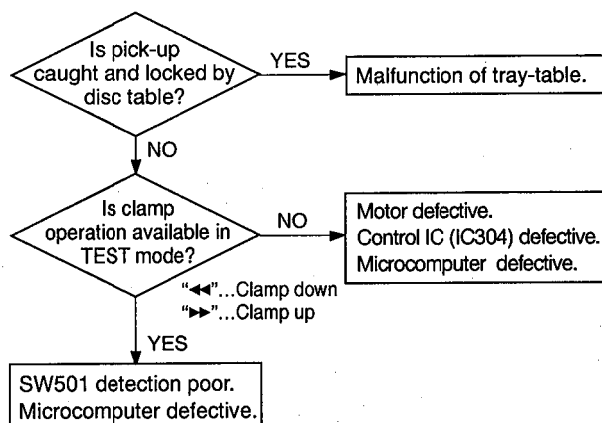 Is pick-up
caught and locked by
disc table?
YES
Malfunction of tray-table.
NO
Is clamp
operation available in
TEST mode?
NO
Motor defective.
Control IC (IC304) defective.
Microcomputer defective.
“◀◀”...Clamp down
“▶▶”...Clamp up
YES
SW501 detection poor.
Microcomputer defective.